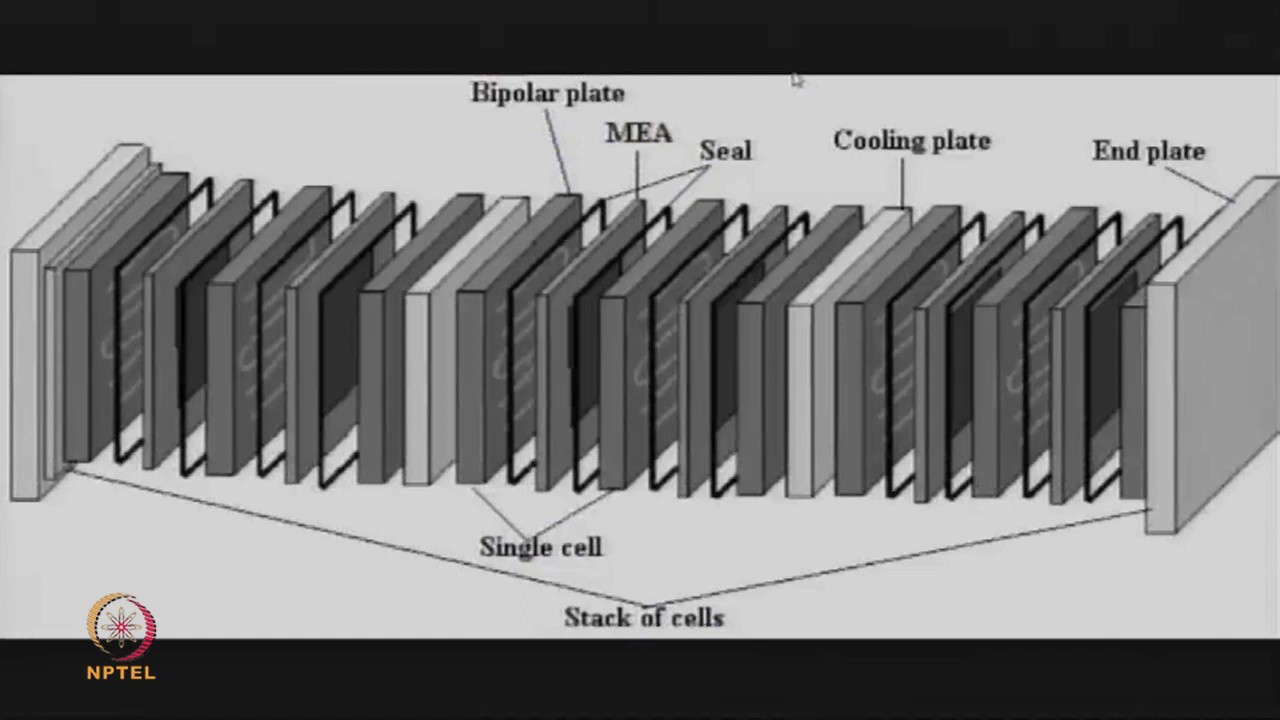 Bipolar plate
MEA
Seal
Cooling plate
End plate
Single cell
Stack of cells
NPTEL